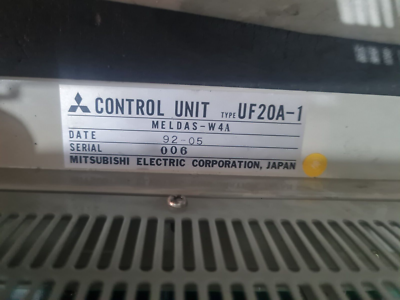 CONTROL UNIT TYPE UF20A-1
MELDAS-W4A
DATE 92-05
SERIAL 006
MITSUBISHI ELECTRIC CORPORATION, JAPAN